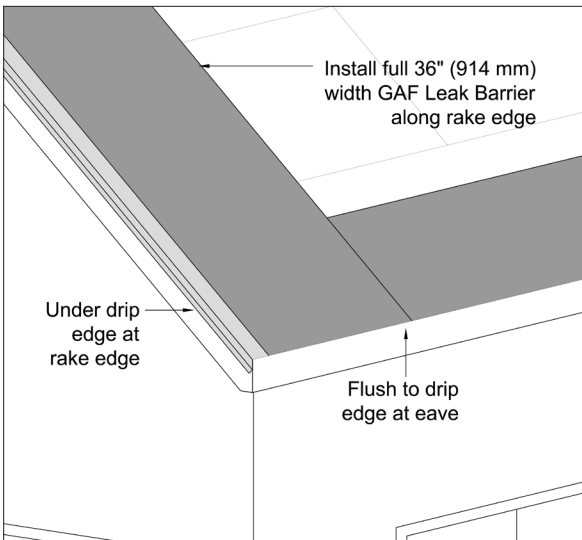 Install full 36" (914 mm)
width GAF Leak Barrier
along rake edge
Under drip
edge at
rake edge
Flush to drip
edge at eave